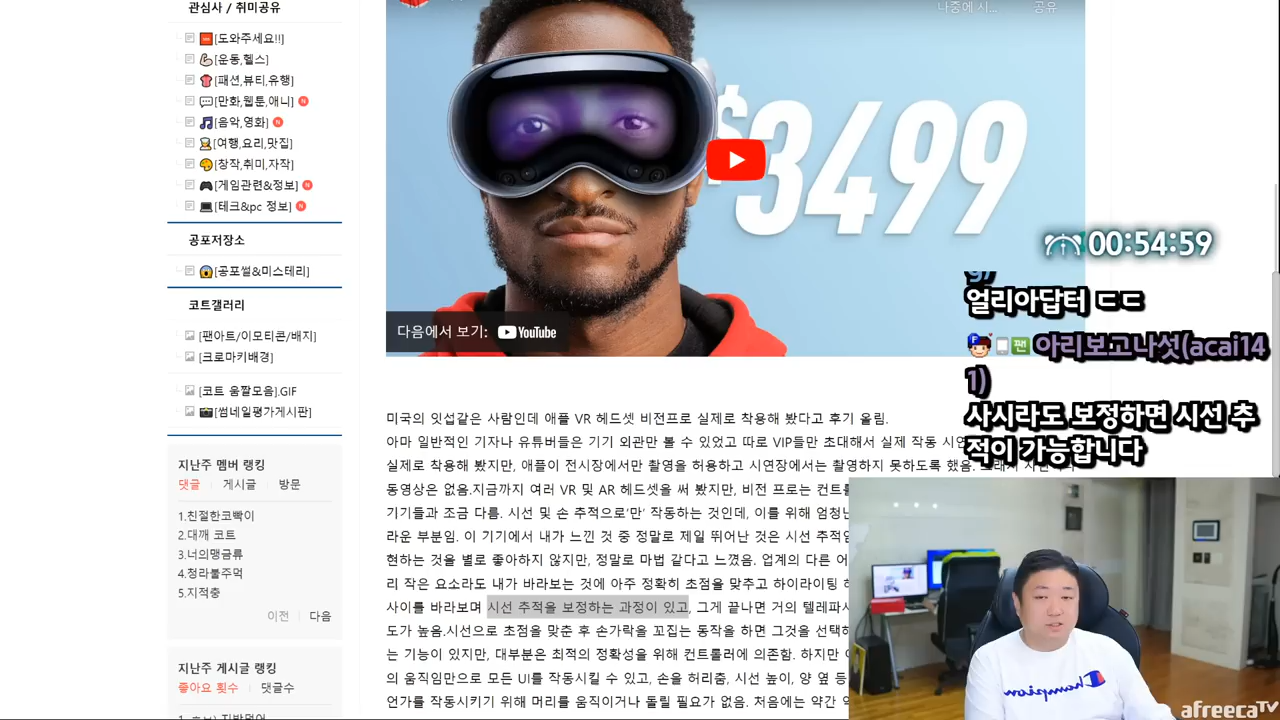 관심사 / 취미공유
[도와주세요!!]
[운동,헬스]
[패션,뷰티,유행]
[만화,웹툰,애니] N
[음악,영화] N
[여행,요리,맛집]
[창작,취미,자작]
[게임관련&정보] N
[테크&pc 정보] N
공포저장소
[공포썰&미스테리]
코트갤러리
[팬아트/이모티콘/배지]
[크로마키배경]
[코트 움짤모음].GIF
[썸네일평가게시판]
지난주 멤버 랭킹
댓글 게시글 방문
1.친절한코빡이
2.대깨 코트
3.너의맹금류
4.청라불주먹
5.지적충
이전 다음
지난주 게시글 랭킹
좋아요 횟수 댓글수
나중에 시... 공유
$3499
다음에서 보기: YouTube
미국의 잇섭같은 사람인데 애플 VR 헤드셋 비전프로 실제로 착용해 봤다고 후기 올림.
아마 일반적인 기자나 유튜버들은 기기 외관만 볼 수 있었고 따로 VIP들만 초대해서 실제 작동 시연
실제로 착용해 봤지만, 애플이 전시장에서만 촬영을 허용하고 시연장에서는 촬영하지 못하도록 했음.
동영상은 없음.지금까지 여러 VR 및 AR 헤드셋을 써 봤지만, 비전 프로는 컨트
기기들과 조금 다름. 시선 및 손 추적으로'만' 작동하는 것인데, 이를 위해 엄청난
라운 부분임. 이 기기에서 내가 느낀 것 중 정말로 제일 뛰어난 것은 시선 추적
현하는 것을 별로 좋아하지 않지만, 정말로 마법 같다고 느꼈음. 업계의 다른
리 작은 요소라도 내가 바라보는 것에 아주 정확히 초점을 맞추고 하이라이팅
사이를 바라보며 시선 추적을 보정하는 과정이 있고, 그게 끝나면 거의 텔레파시
도가 높음.시선으로 초점을 맞춘 후 손가락을 꼬집는 동작을 하면 그것을 선택해
는 기능이 있지만, 대부분은 최적의 정확성을 위해 컨트롤러에 의존함. 하지만
의 움직임만으로 모든 UI를 작동시킬 수 있고, 손을 허리춤, 시선 높이, 양 옆 등
언가를 작동시키기 위해 머리를 움직이거나 돌릴 필요가 없음. 처음에는 약간
00:54:59
얼리아답터 ㄷㄷ
F 팬 아리보고나섯(acai14
1)
사시라도 보정하면 시선 추
적이 가능합니다
Champion
afreecaTV